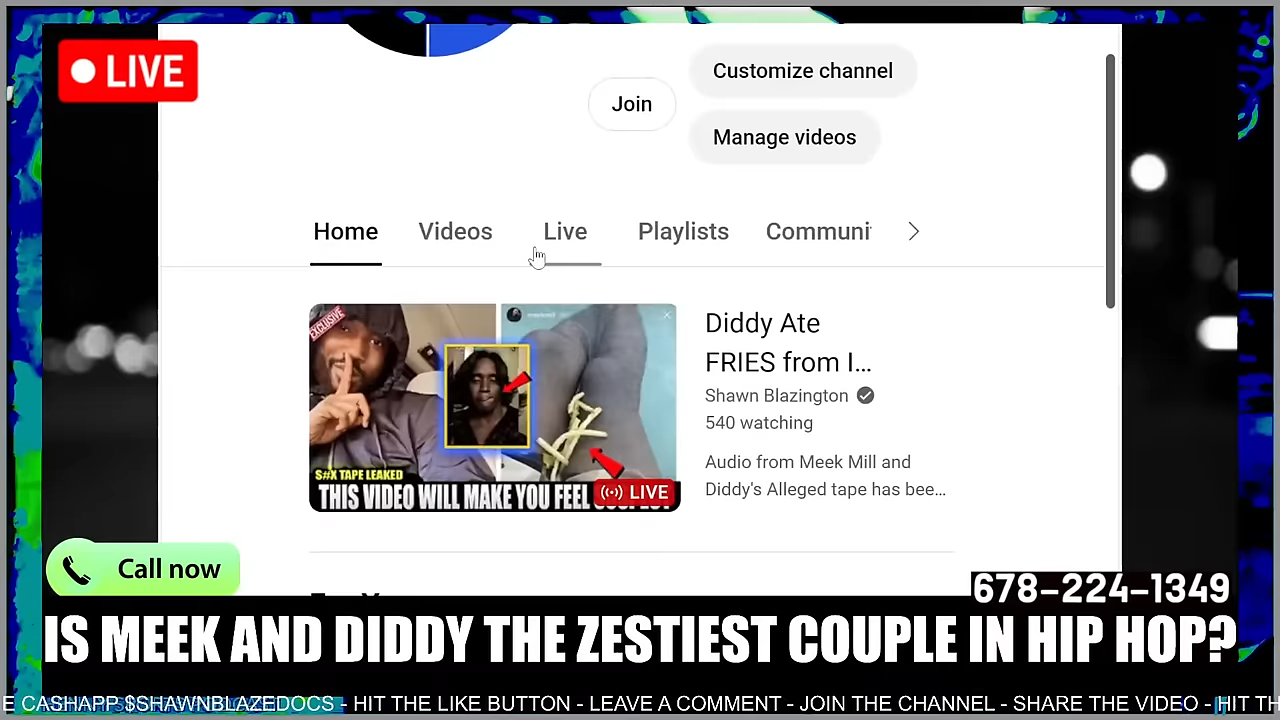 LIVE
Customize channel
Join
Manage videos
Home Videos Live Playlists Communi
EXCLUSIVE
Diddy Ate
FRIES from I...
Shawn Blazington
540 watching
Audio from Meek Mill and
Diddy's Alleged tape has bee...
S#X TAPE LEAKED
THIS VIDEO WILL MAKE YOU FEEL
LIVE
Call now
678-224-1349
IS MEEK AND DIDDY THE ZESTIEST COUPLE IN HIP HOP?
E CASHAPP $SHAWNBLAZEDOCS - HIT THE LIKE BUTTON - LEAVE A COMMENT - JOIN THE CHANNEL - SHARE THE VIDEO - HIT TH